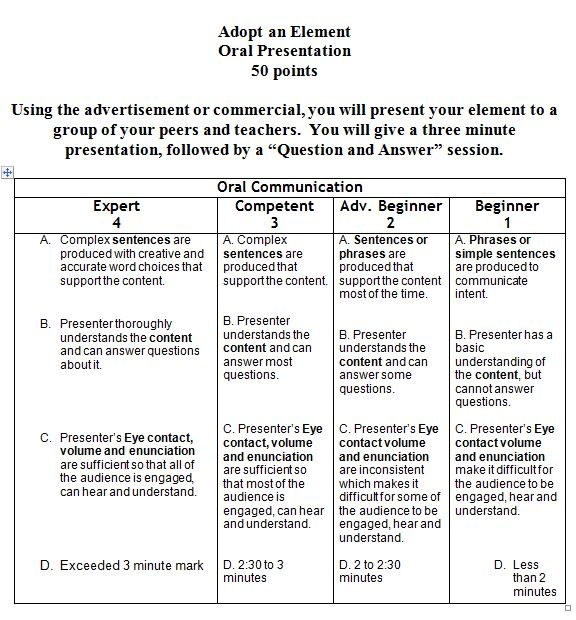 Adopt an Element
Oral Presentation
50 points
Using the advertisement or commercial, you will present your element to a
group of your peers and teachers. You will give a three minute
presentation, followed by a “Question and Answer” session.
Oral Communication
Expert
4
Competent
3
Adv. Beginner
2
Beginner
1
A. Complex sentences are
produced with creative and
accurate word choices that
support the content.
A. Complex
sentences are
produced that
support the content.
A. Sentences or
phrases are
produced that
support the content
most of the time.
A. Phrases or
simple sentences
are produced to
communicate
intent.
B. Presenter thoroughly
understands the content
and can answer questions
about it.
B. Presenter
understands the
content and can
answer most
questions.
B. Presenter
understands the
content and can
answer some
questions.
B. Presenter has a
basic
understanding of
the content, but
cannot answer
questions.
C. Presenter's Eye contact,
volume and enunciation
are sufficient so that all of
the audience is engaged,
can hear and understand.
C. Presenter's Eye
contact, volume
and enunciation
are sufficient so
that most of the
audience is
engaged, can hear
and understand.
C. Presenter's Eye
contact volume
and enunciation
are inconsistent
which makes it
difficult for some of
the audience to be
engaged, hear and
understand.
C. Presenter's Eye
contact volume
and enunciation
make it difficult for
the audience to be
engaged, hear and
understand.
D. Exceeded 3 minute mark
D. 2:30 to 3
minutes
D. 2 to 2:30
minutes
D. Less
than 2
minutes